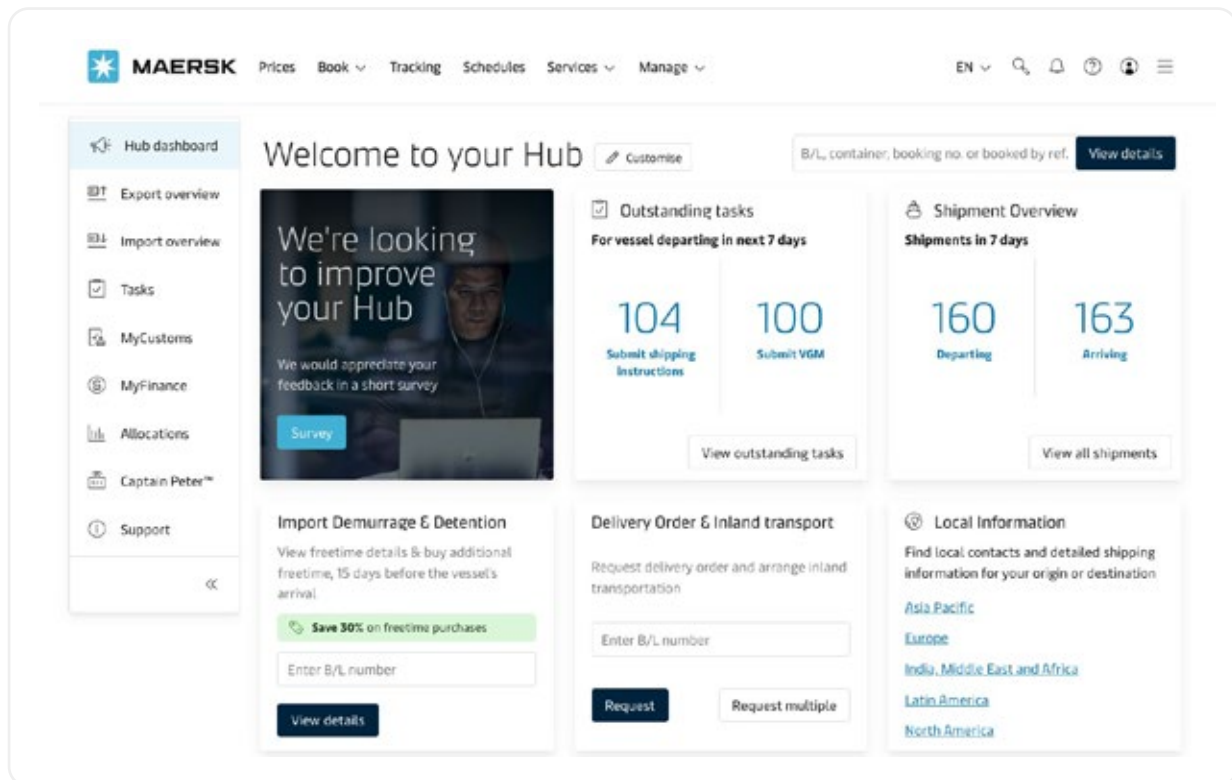 MAERSK Prices Book Tracking Schedules Services Manage EN
Hub dashboard
Export overview
Import overview
Tasks
MyCustoms
MyFinance
Allocations
Captain Peter™
Support
Welcome to your Hub
Customise
B/L, container, booking no. or booked by ref.
View details
We're looking
to improve
your Hub
We would appreciate your
feedback in a short survey
Survey
Outstanding tasks
For vessel departing in next 7 days
104
Submit shipping
instructions
100
Submit VGM
View outstanding tasks
Shipment Overview
Shipments in 7 days
160
Departing
163
Arriving
View all shipments
Import Demurrage & Detention
View freetime details & buy additional
freetime, 15 days before the vessel's
arrival
Save 30% on freetime purchases
Enter B/L number
View details
Delivery Order & Inland transport
Request delivery order and arrange inland
transportation
Enter B/L number
Request
Request multiple
Local Information
Find local contacts and detailed shipping
information for your origin or destination
Asia Pacific
Europe
India, Middle East and Africa
Latin America
North America